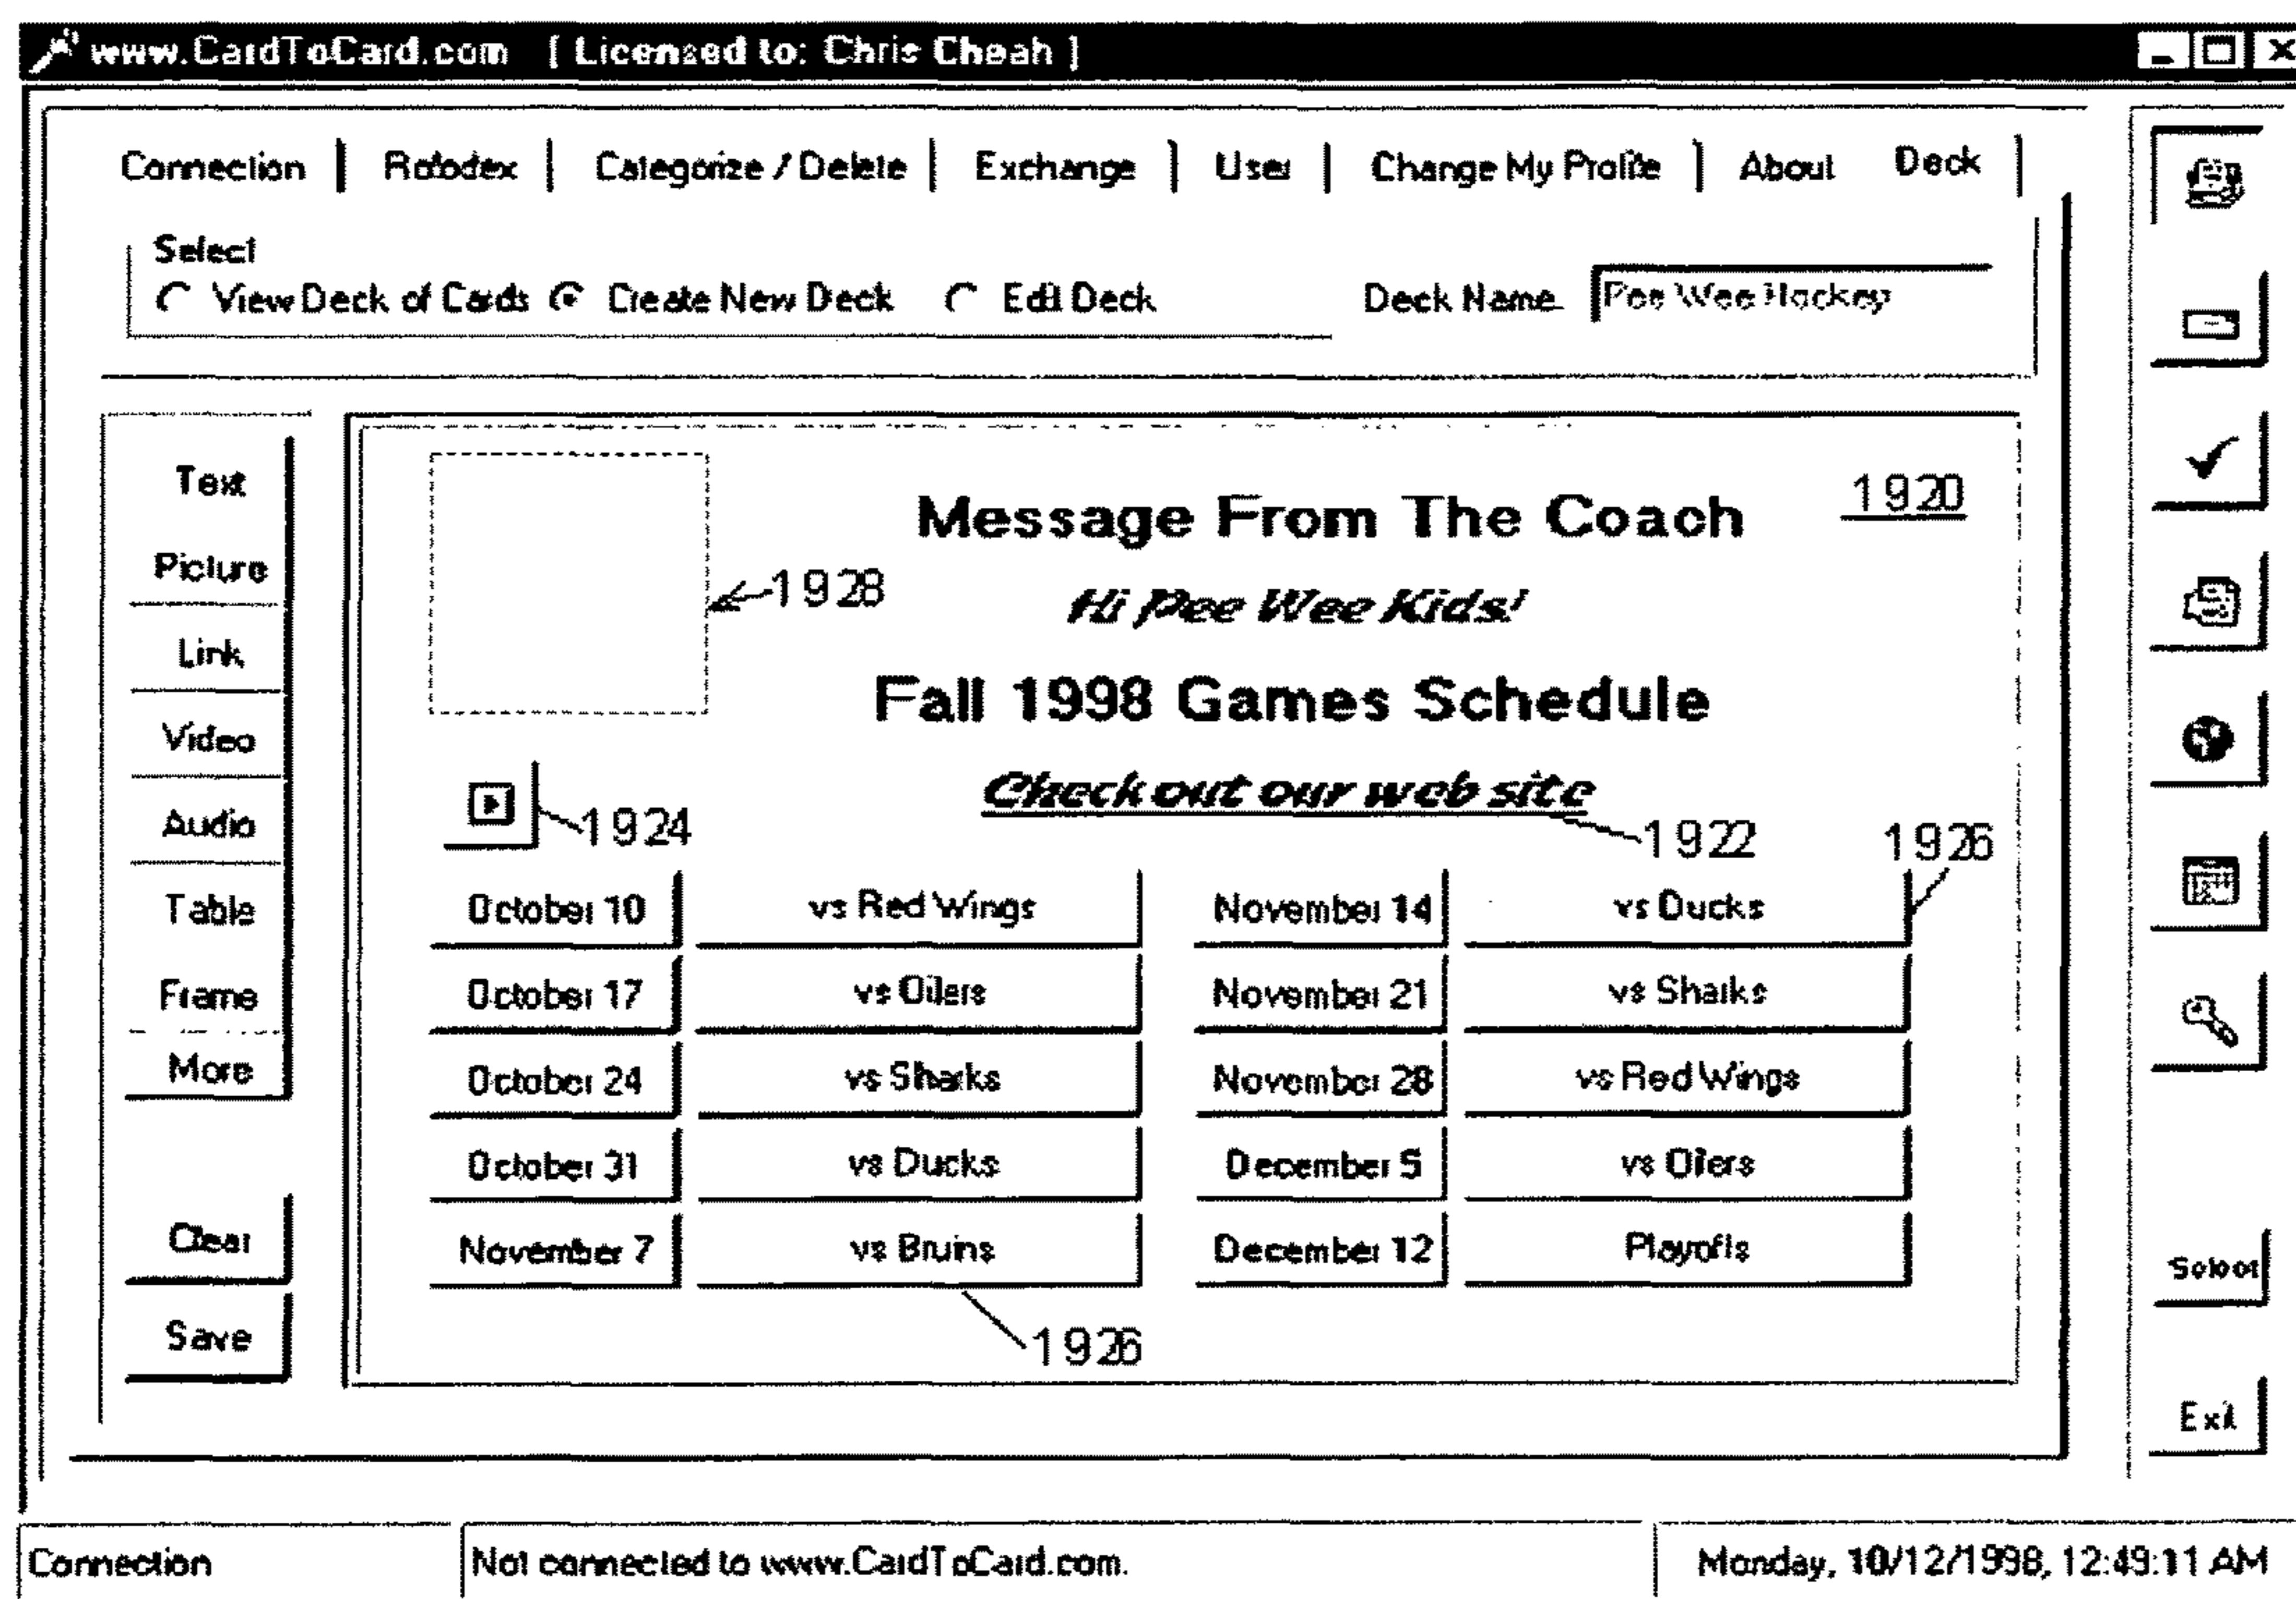 www.CardToCard.com [ Licensed to: Chris Cheah ]
Connection | Rolodex | Categorize / Delete | Exchange | User | Change My Profile | About Deck
Select
View Deck of Cards Create New Deck Edit Deck Deck Name Pee Wee Hockey
Text
Picture
Link
Video
Audio
Table
Frame
More
Clear
Save
Message From The Coach 1920
1928
Hi Pee Wee Kids!
Fall 1998 Games Schedule
Check out our web site
1924 1922 1926
October 10 vs Red Wings November 14 vs Ducks
October 17 vs Oilers November 21 vs Sharks
October 24 vs Sharks November 28 vs Red Wings
October 31 vs Ducks December 5 vs Oilers
November 7 vs Bruins December 12 Playoffs
1926
Select
Exit
Connection Not connected to www.CardToCard.com. Monday, 10/12/1998, 12:49:11 AM